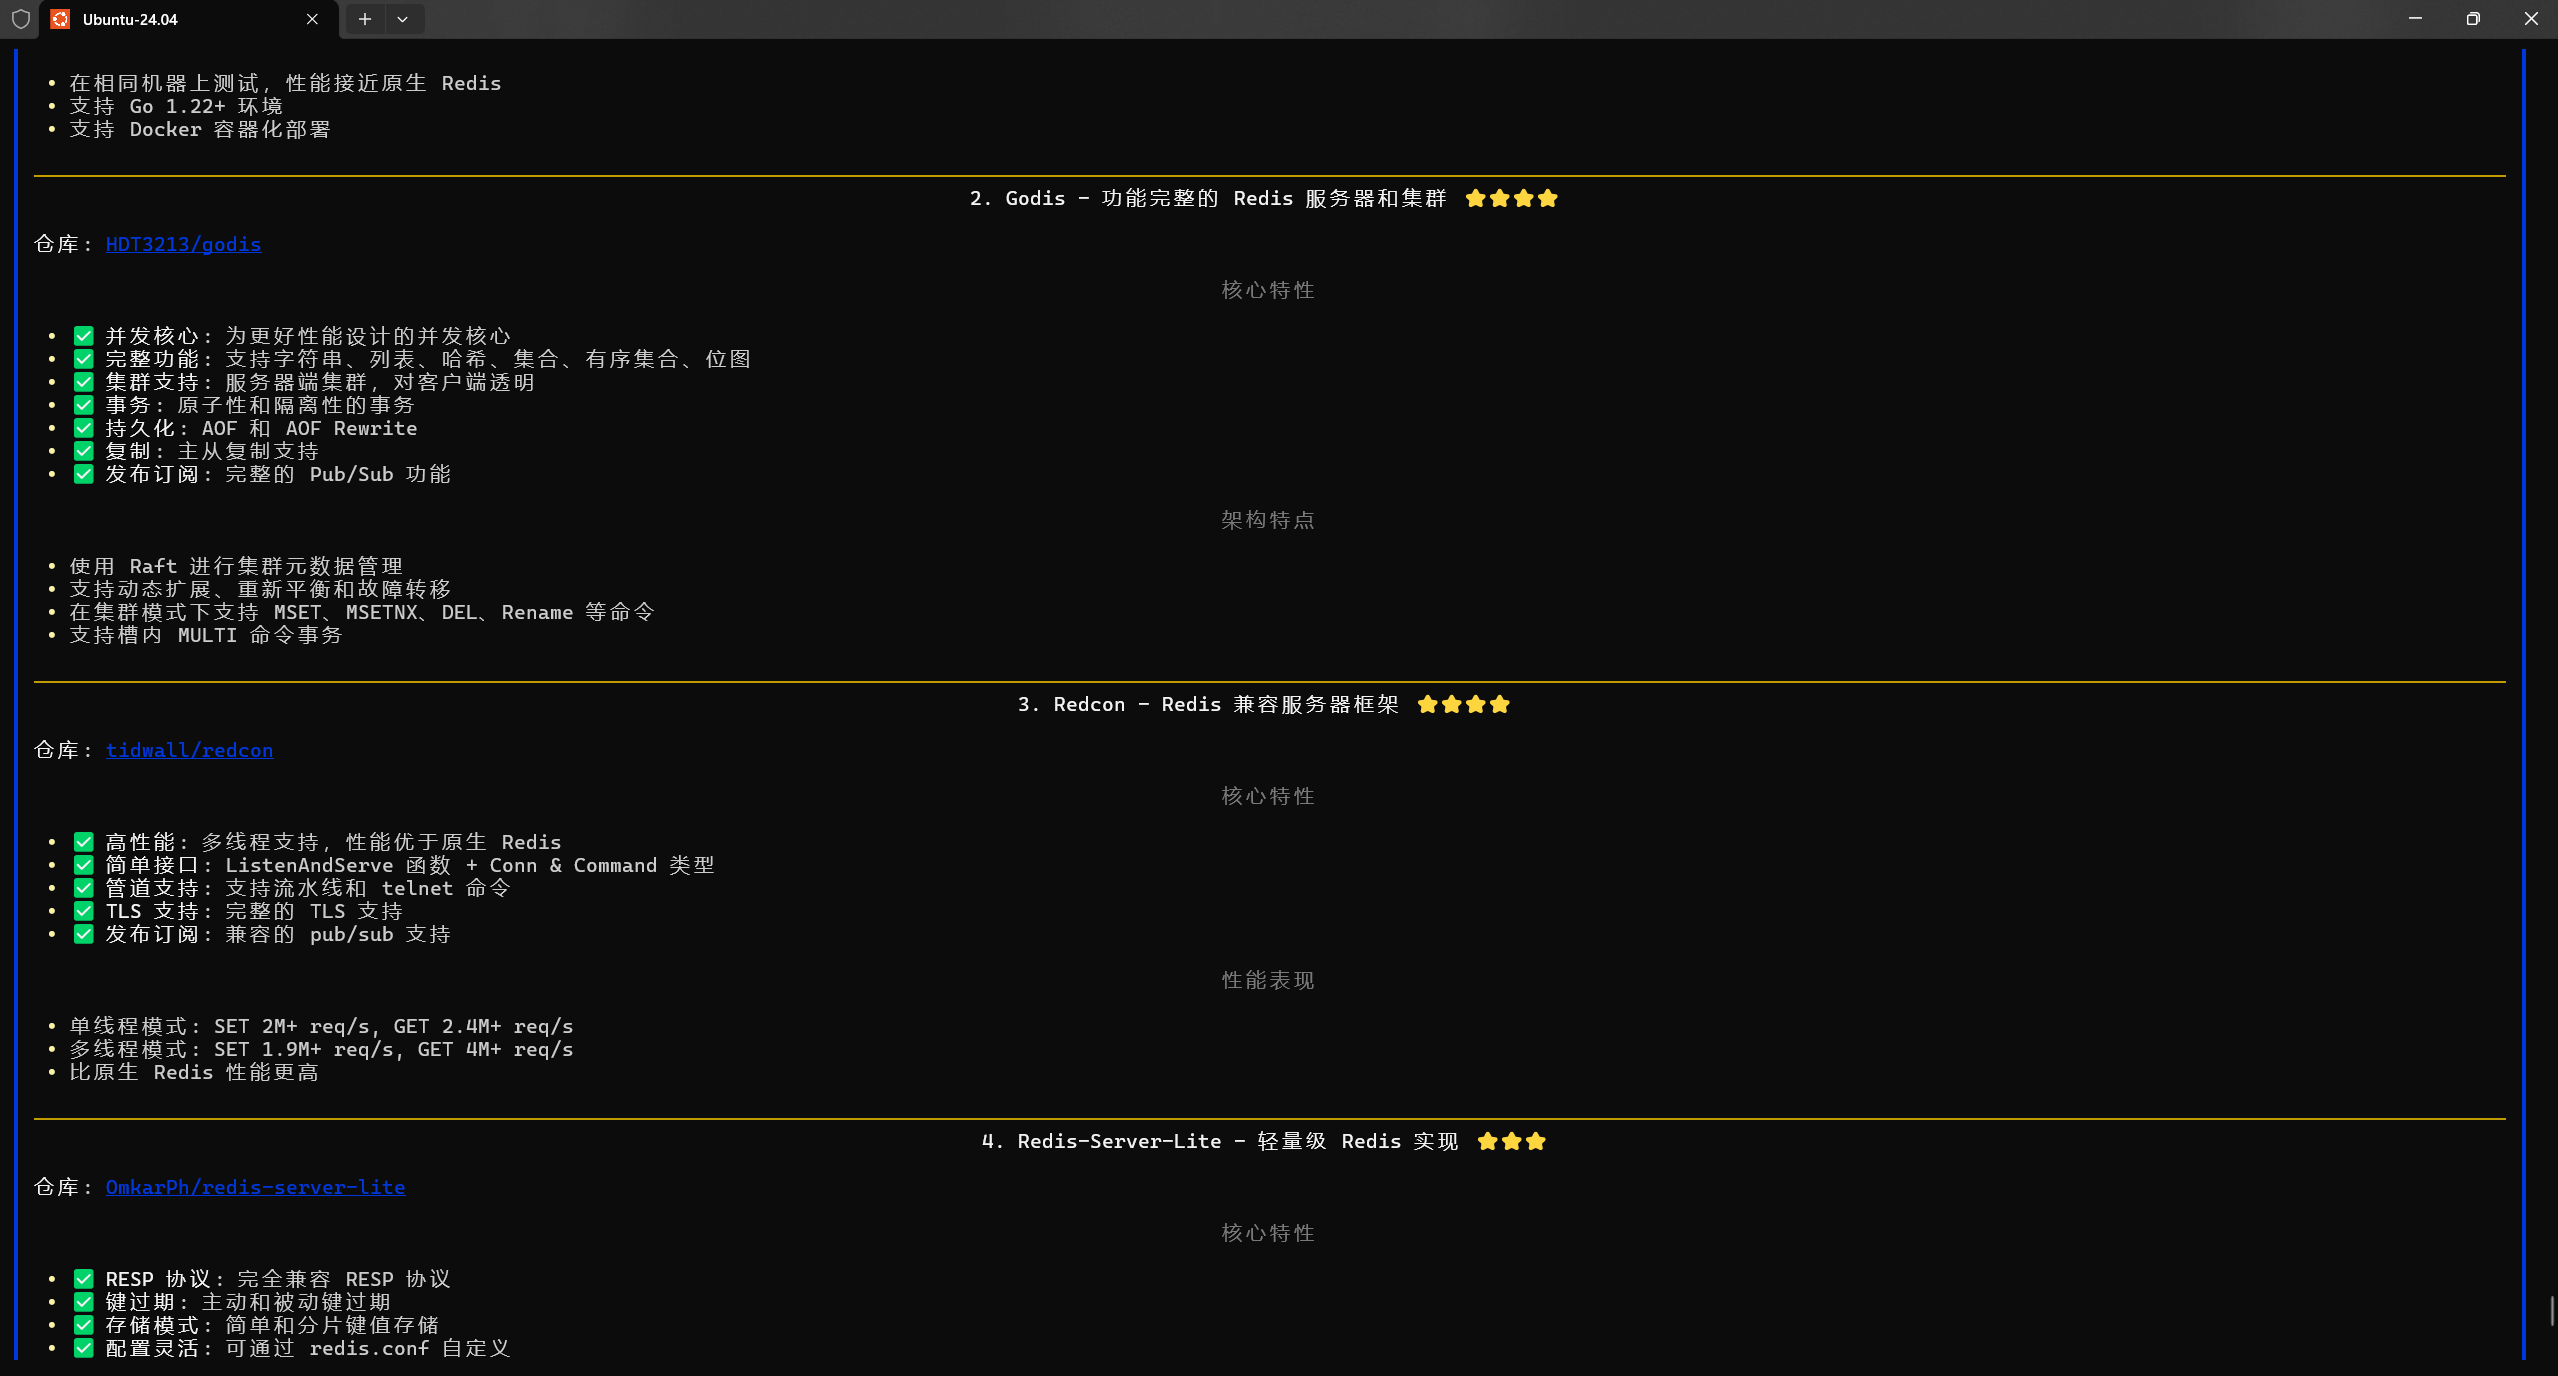 Ubuntu-24.04
• 在相同机器上测试，性能接近原生 Redis
• 支持 Go 1.22+ 环境
• 支持 Docker 容器化部署
2. Godis - 功能完整的 Redis 服务器和集群 ⭐⭐⭐⭐
仓库: HDT3213/godis
核心特性
• ✅ 并发核心: 为更好性能设计的并发核心
• ✅ 完整功能: 支持字符串、列表、哈希、集合、有序集合、位图
• ✅ 集群支持: 服务器端集群，对客户端透明
• ✅ 事务: 原子性和隔离性的事务
• ✅ 持久化: AOF 和 AOF Rewrite
• ✅ 复制: 主从复制支持
• ✅ 发布订阅: 完整的 Pub/Sub 功能
架构特点
• 使用 Raft 进行集群元数据管理
• 支持动态扩展、重新平衡和故障转移
• 在集群模式下支持 MSET、MSETNX、DEL、Rename 等命令
• 支持槽内 MULTI 命令事务
3. Redcon - Redis 兼容服务器框架 ⭐⭐⭐⭐
仓库: tidwall/redcon
核心特性
• ✅ 高性能: 多线程支持，性能优于原生 Redis
• ✅ 简单接口: ListenAndServe 函数 + Conn & Command 类型
• ✅ 管道支持: 支持流水线和 telnet 命令
• ✅ TLS 支持: 完整的 TLS 支持
• ✅ 发布订阅: 兼容的 pub/sub 支持
性能表现
• 单线程模式: SET 2M+ req/s, GET 2.4M+ req/s
• 多线程模式: SET 1.9M+ req/s, GET 4M+ req/s
• 比原生 Redis 性能更高
4. Redis-Server-Lite - 轻量级 Redis 实现 ⭐⭐⭐
仓库: OmkarPh/redis-server-lite
核心特性
• ✅ RESP 协议: 完全兼容 RESP 协议
• ✅ 键过期: 主动和被动键过期
• ✅ 存储模式: 简单和分片键值存储
• ✅ 配置灵活: 可通过 redis.conf 自定义